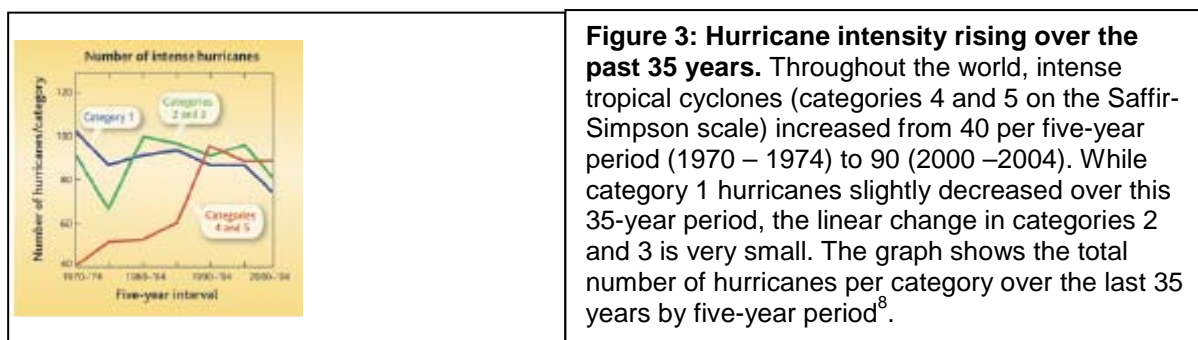 Number of intense hurricanes
Number of hurricanes/category
120
100
80
60
40
Category 1
Categories
2 and 3
Categories
4 and 5
1970-'74
1980-'84
1990-'94
2000-'04
Five-year interval
Figure 3: Hurricane intensity rising over the
past 35 years. Throughout the world, intense
tropical cyclones (categories 4 and 5 on the Saffir-
Simpson scale) increased from 40 per five-year
period (1970 – 1974) to 90 (2000 –2004). While
category 1 hurricanes slightly decreased over this
35-year period, the linear change in categories 2
and 3 is very small. The graph shows the total
number of hurricanes per category over the last 35
years by five-year period⁸.